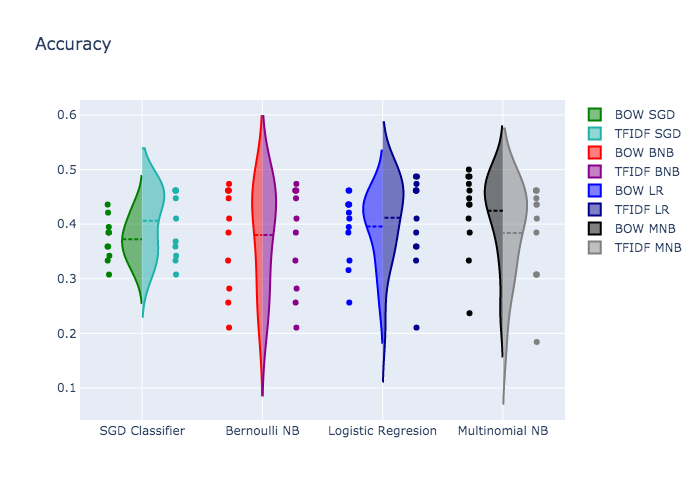 Accuracy
0.6
0.5
0.4
0.3
0.2
0.1
SGD Classifier
Bernoulli NB
Logistic Regresion
Multinomial NB
BOW SGD
TFIDF SGD
BOW BNB
TFIDF BNB
BOW LR
TFIDF LR
BOW MNB
TFIDF MNB